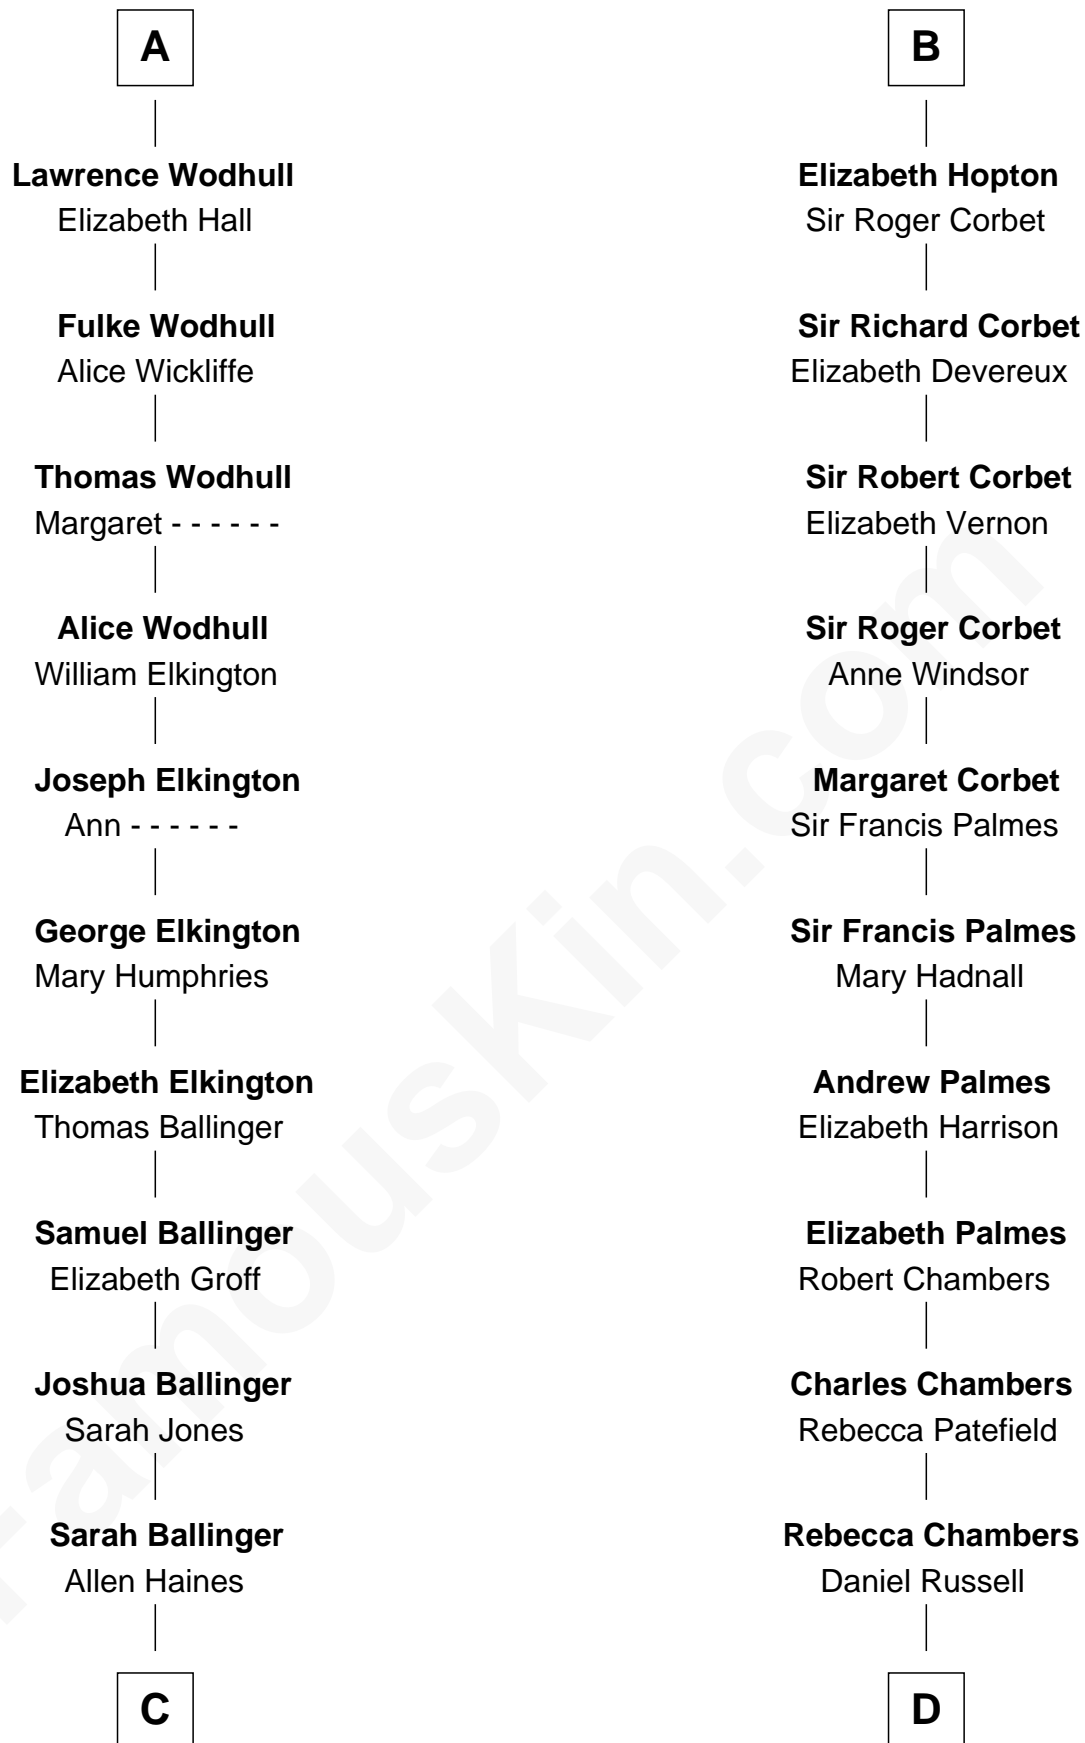 A
Lawrence Wodhull
Elizabeth Hall
Fulke Wodhull
Alice Wickliffe
Thomas Wodhull
Margaret - - - - - -
Alice Wodhull
William Elkington
Joseph Elkington
Ann - - - - - -
George Elkington
Mary Humphries
Elizabeth Elkington
Thomas Ballinger
Samuel Ballinger
Elizabeth Groff
Joshua Ballinger
Sarah Jones
Sarah Ballinger
Allen Haines
C
B
Elizabeth Hopton
Sir Roger Corbet
Sir Richard Corbet
Elizabeth Devereux
Sir Robert Corbet
Elizabeth Vernon
Sir Roger Corbet
Anne Windsor
Margaret Corbet
Sir Francis Palmes
Sir Francis Palmes
Mary Hadnall
Andrew Palmes
Elizabeth Harrison
Elizabeth Palmes
Robert Chambers
Charles Chambers
Rebecca Patefield
Rebecca Chambers
Daniel Russell
D
FamousKin.com